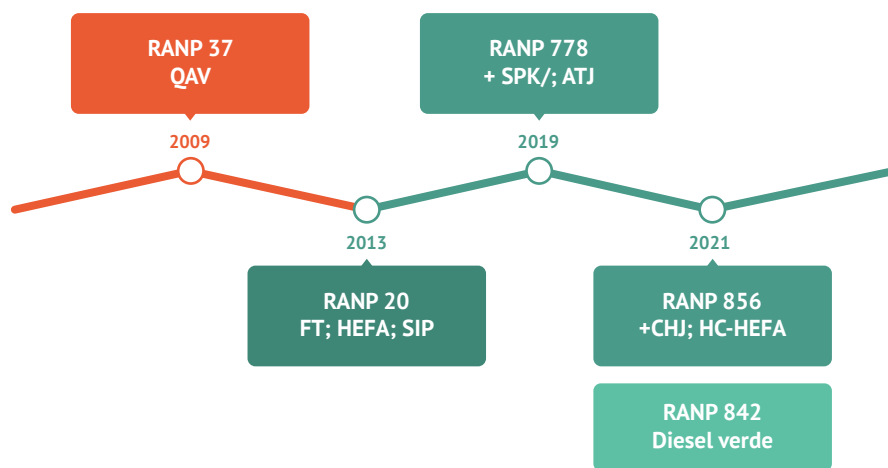 RANP 37
QAV
2009
RANP 778
+ SPK/; ATJ
2019
2013
RANP 20
FT; HEFA; SIP
2021
RANP 856
+CHJ; HC-HEFA
RANP 842
Diesel verde